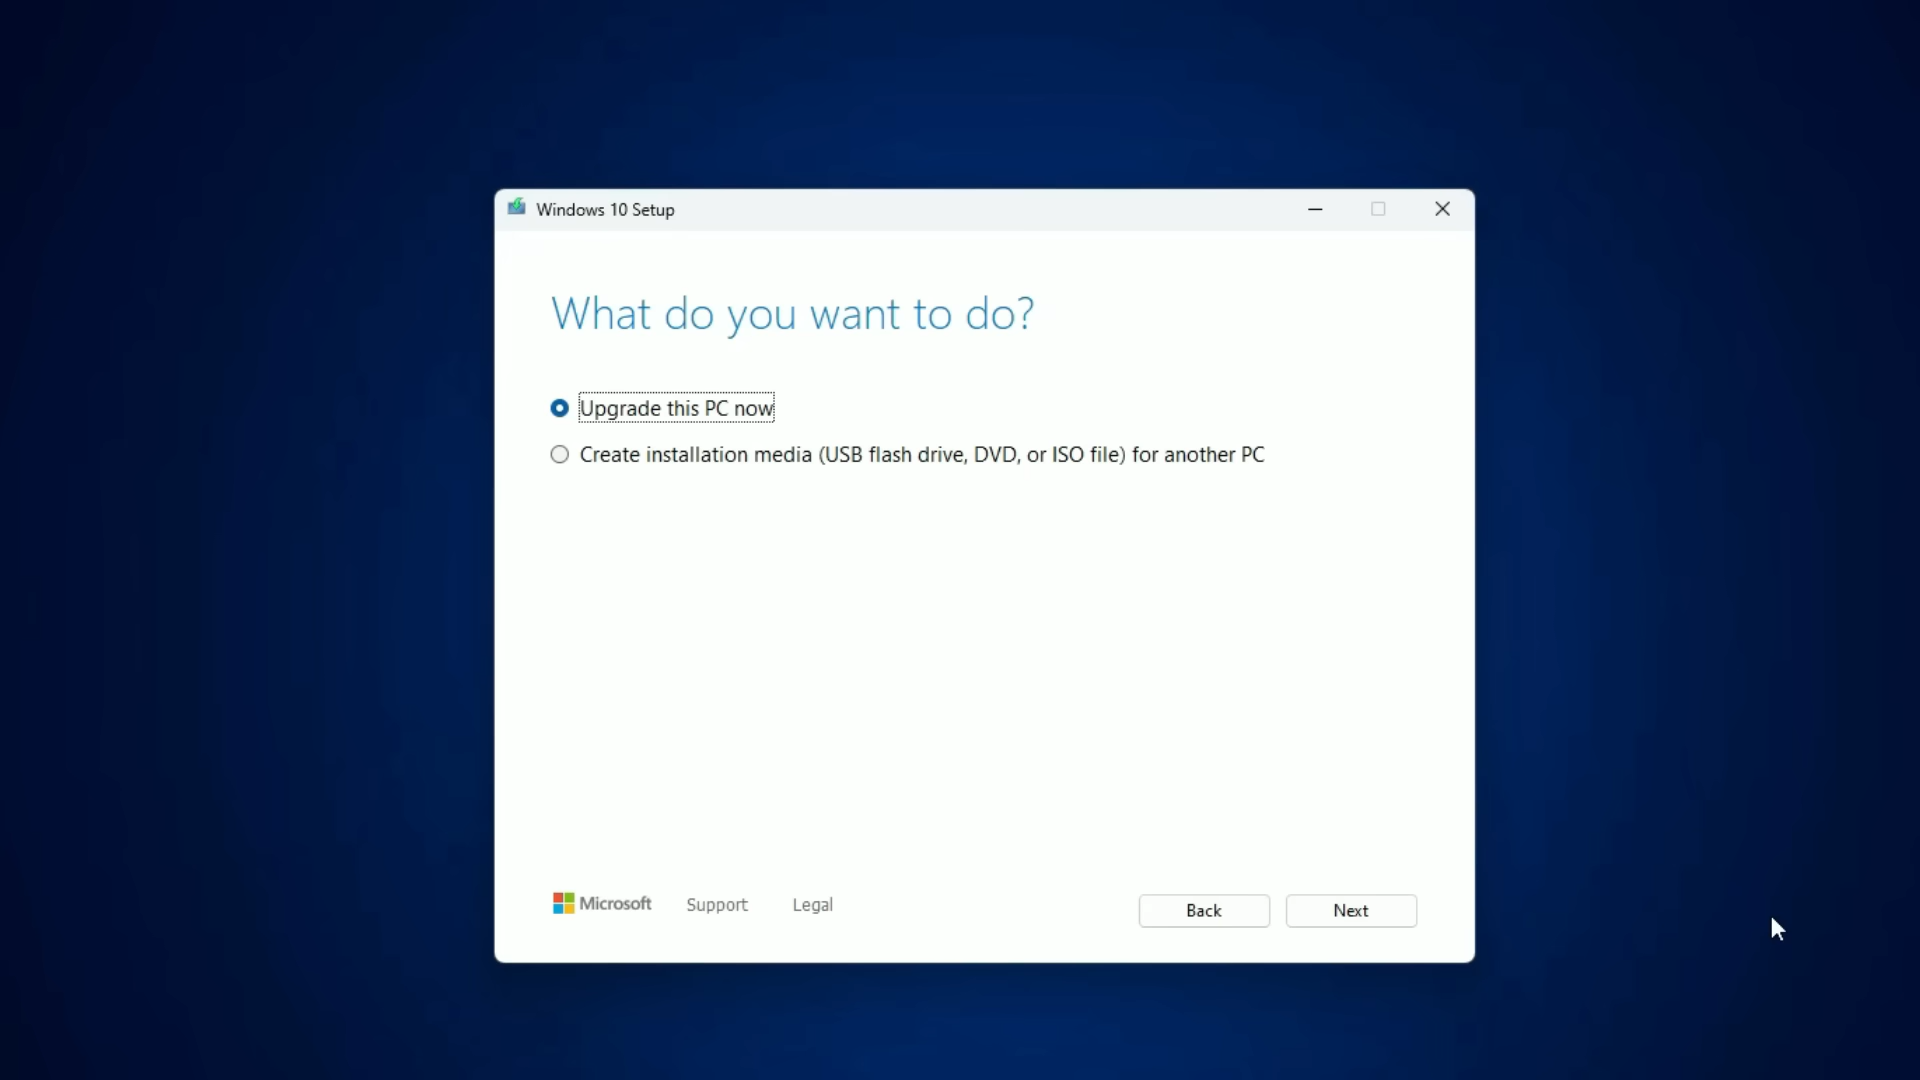 Windows 10 Setup
What do you want to do?
Upgrade this PC now
Create installation media (USB flash drive, DVD, or ISO file) for another PC
Microsoft Support Legal Back Next